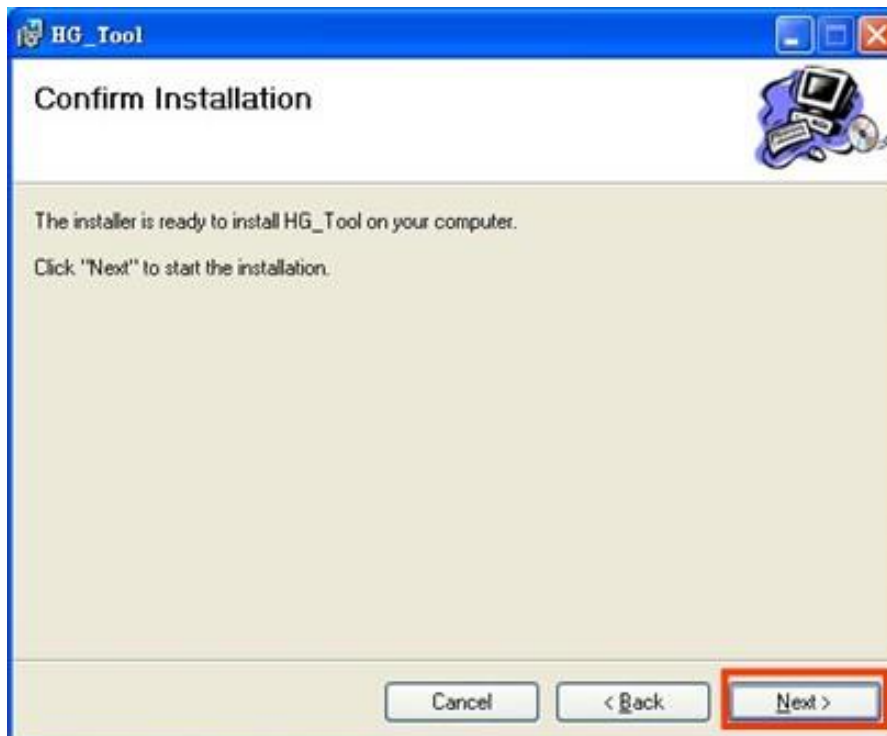 HG_Tool
Confirm Installation
The installer is ready to install HG_Tool on your computer.
Click "Next" to start the installation.
Cancel
< Back
Next >